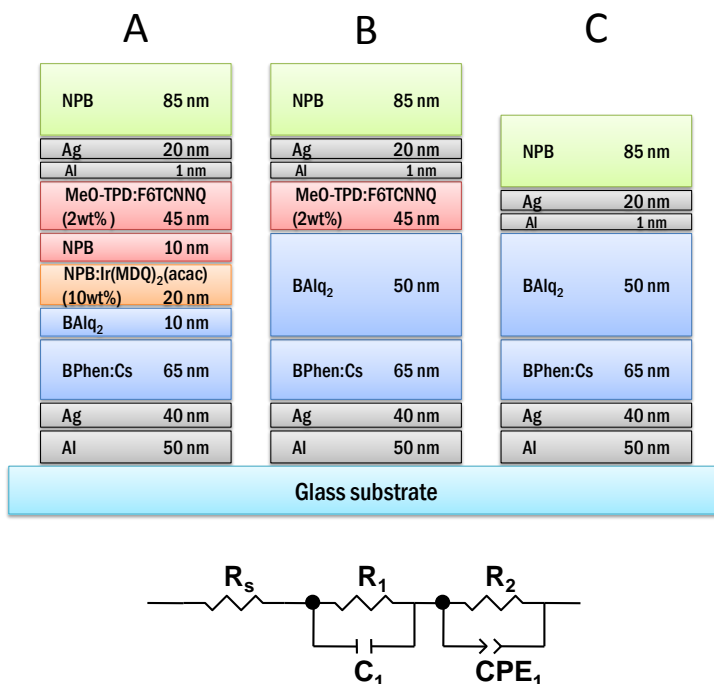 A
B
C
NPB 85 nm
Ag 20 nm
Al 1 nm
MeO-TPD:F6TCNNQ
(2wt%) 45 nm
NPB 10 nm
NPB:Ir(MDQ)₂(acac)
(10wt%) 20 nm
BAlq₂ 10 nm
BPhen:Cs 65 nm
Ag 40 nm
Al 50 nm
NPB 85 nm
Ag 20 nm
Al 1 nm
MeO-TPD:F6TCNNQ
(2wt%) 45 nm
BAlq₂ 50 nm
BPhen:Cs 65 nm
Ag 40 nm
Al 50 nm
NPB 85 nm
Ag 20 nm
Al 1 nm
BAlq₂ 50 nm
BPhen:Cs 65 nm
Ag 40 nm
Al 50 nm
Glass substrate
Rₛ
R₁
R₂
C₁
CPE₁